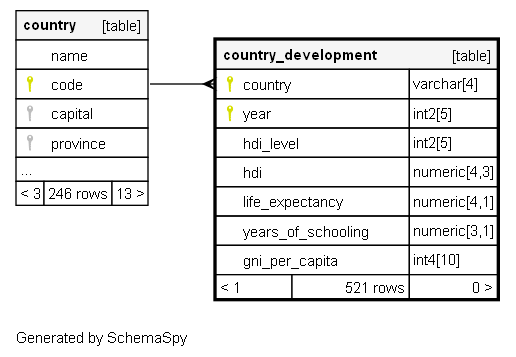 country [table]
name
code
capital
province
...
< 3 246 rows 13 >
country_development [table]
country varchar[4]
year int2[5]
hdi_level int2[5]
hdi numeric[4,3]
life_expectancy numeric[4,1]
years_of_schooling numeric[3,1]
gni_per_capita int4[10]
< 1 521 rows 0 >
Generated by SchemaSpy